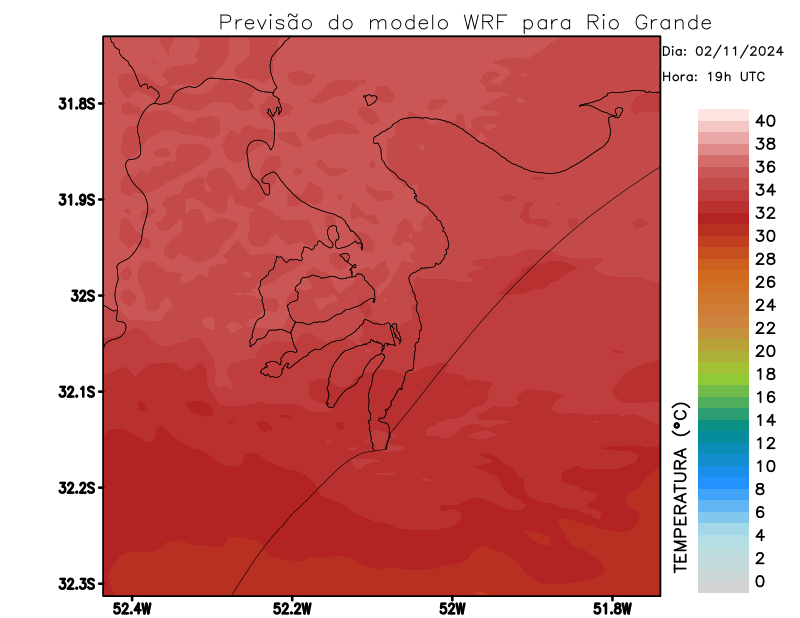 Previsão do modelo WRF para Rio Grande
Dia: 02/11/2024
Hora: 19h UTC
31.8S
31.9S
32S
32.1S
32.2S
32.3S
52.4W
52.2W
52W
51.8W
TEMPERATURA (°C)
40
38
36
34
32
30
28
26
24
22
20
18
16
14
12
10
8
6
4
2
0